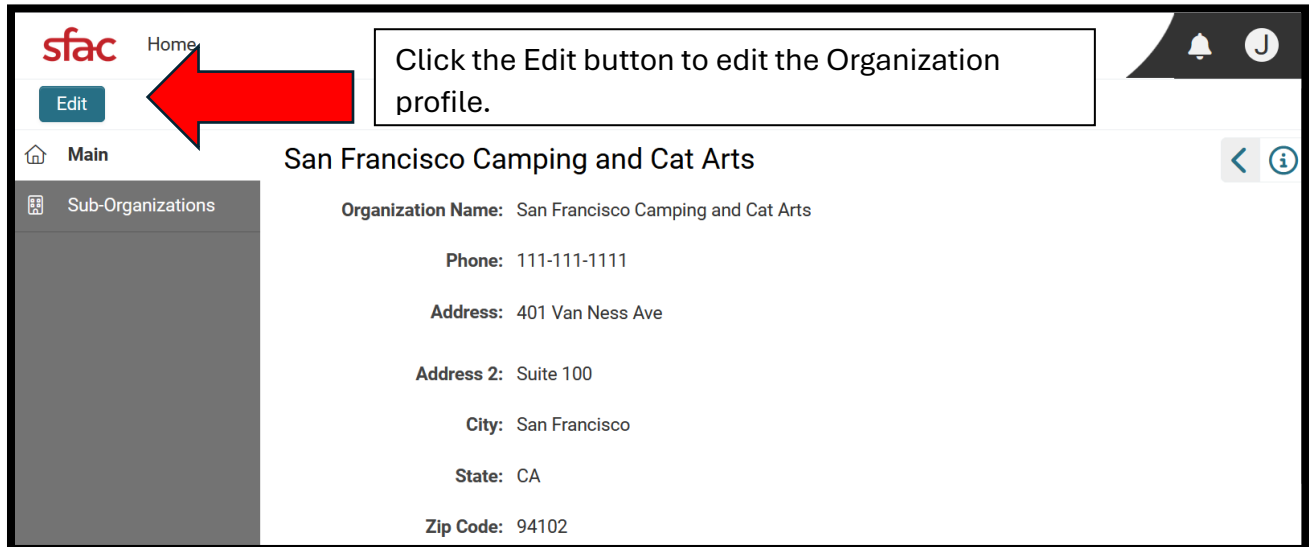 sfac Home
Click the Edit button to edit the Organization
profile.
J
Edit
Main
San Francisco Camping and Cat Arts
Sub-Organizations
Organization Name: San Francisco Camping and Cat Arts
Phone: 111-111-1111
Address: 401 Van Ness Ave
Address 2: Suite 100
City: San Francisco
State: CA
Zip Code: 94102